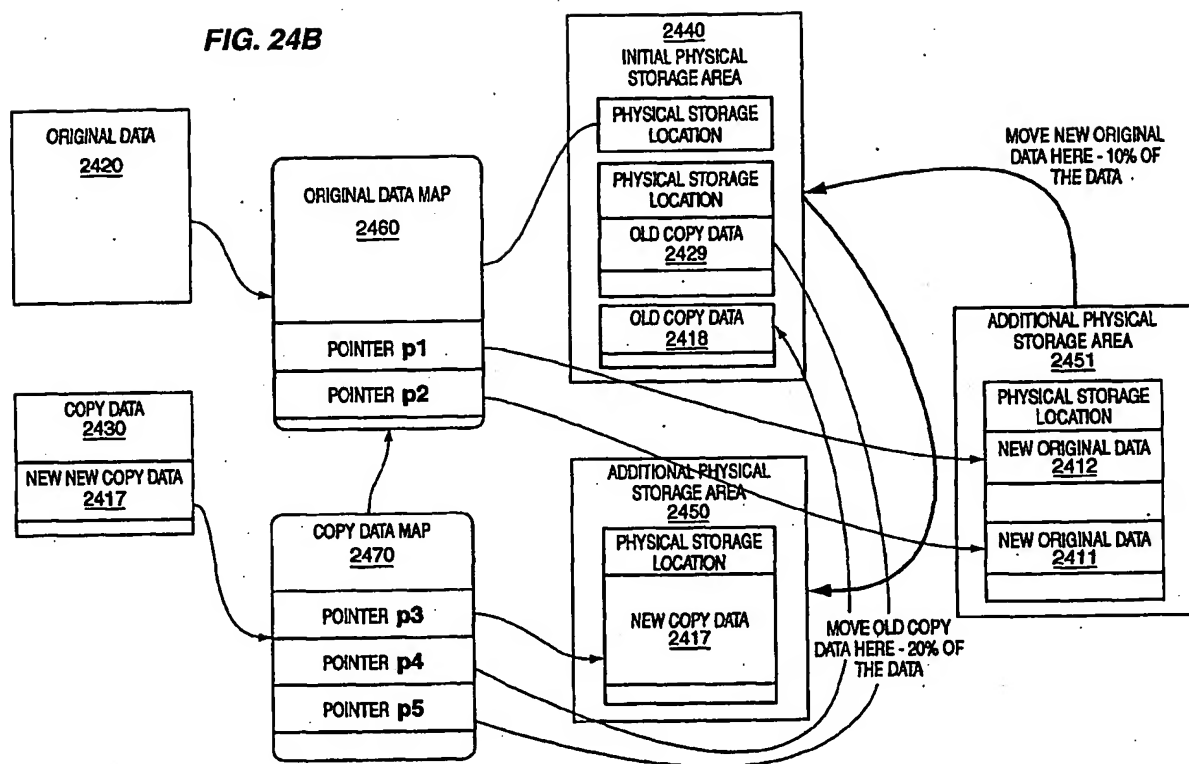 FIG. 24B
ORIGINAL DATA
2420
COPY DATA
2430
NEW NEW COPY DATA
2417
ORIGINAL DATA MAP
2460
POINTER p1
POINTER p2
COPY DATA MAP
2470
POINTER p3
POINTER p4
POINTER p5
2440
INITIAL PHYSICAL
STORAGE AREA
PHYSICAL STORAGE
LOCATION
PHYSICAL STORAGE
LOCATION
OLD COPY DATA
2429
OLD COPY DATA
2418
ADDITIONAL PHYSICAL
STORAGE AREA
2450
PHYSICAL STORAGE
LOCATION
NEW COPY DATA
2417
MOVE NEW ORIGINAL
DATA HERE - 10% OF
THE DATA
ADDITIONAL PHYSICAL
STORAGE AREA
2451
PHYSICAL STORAGE
LOCATION
NEW ORIGINAL DATA
2412
NEW ORIGINAL DATA
2411
MOVE OLD COPY
DATA HERE - 20% OF
THE DATA